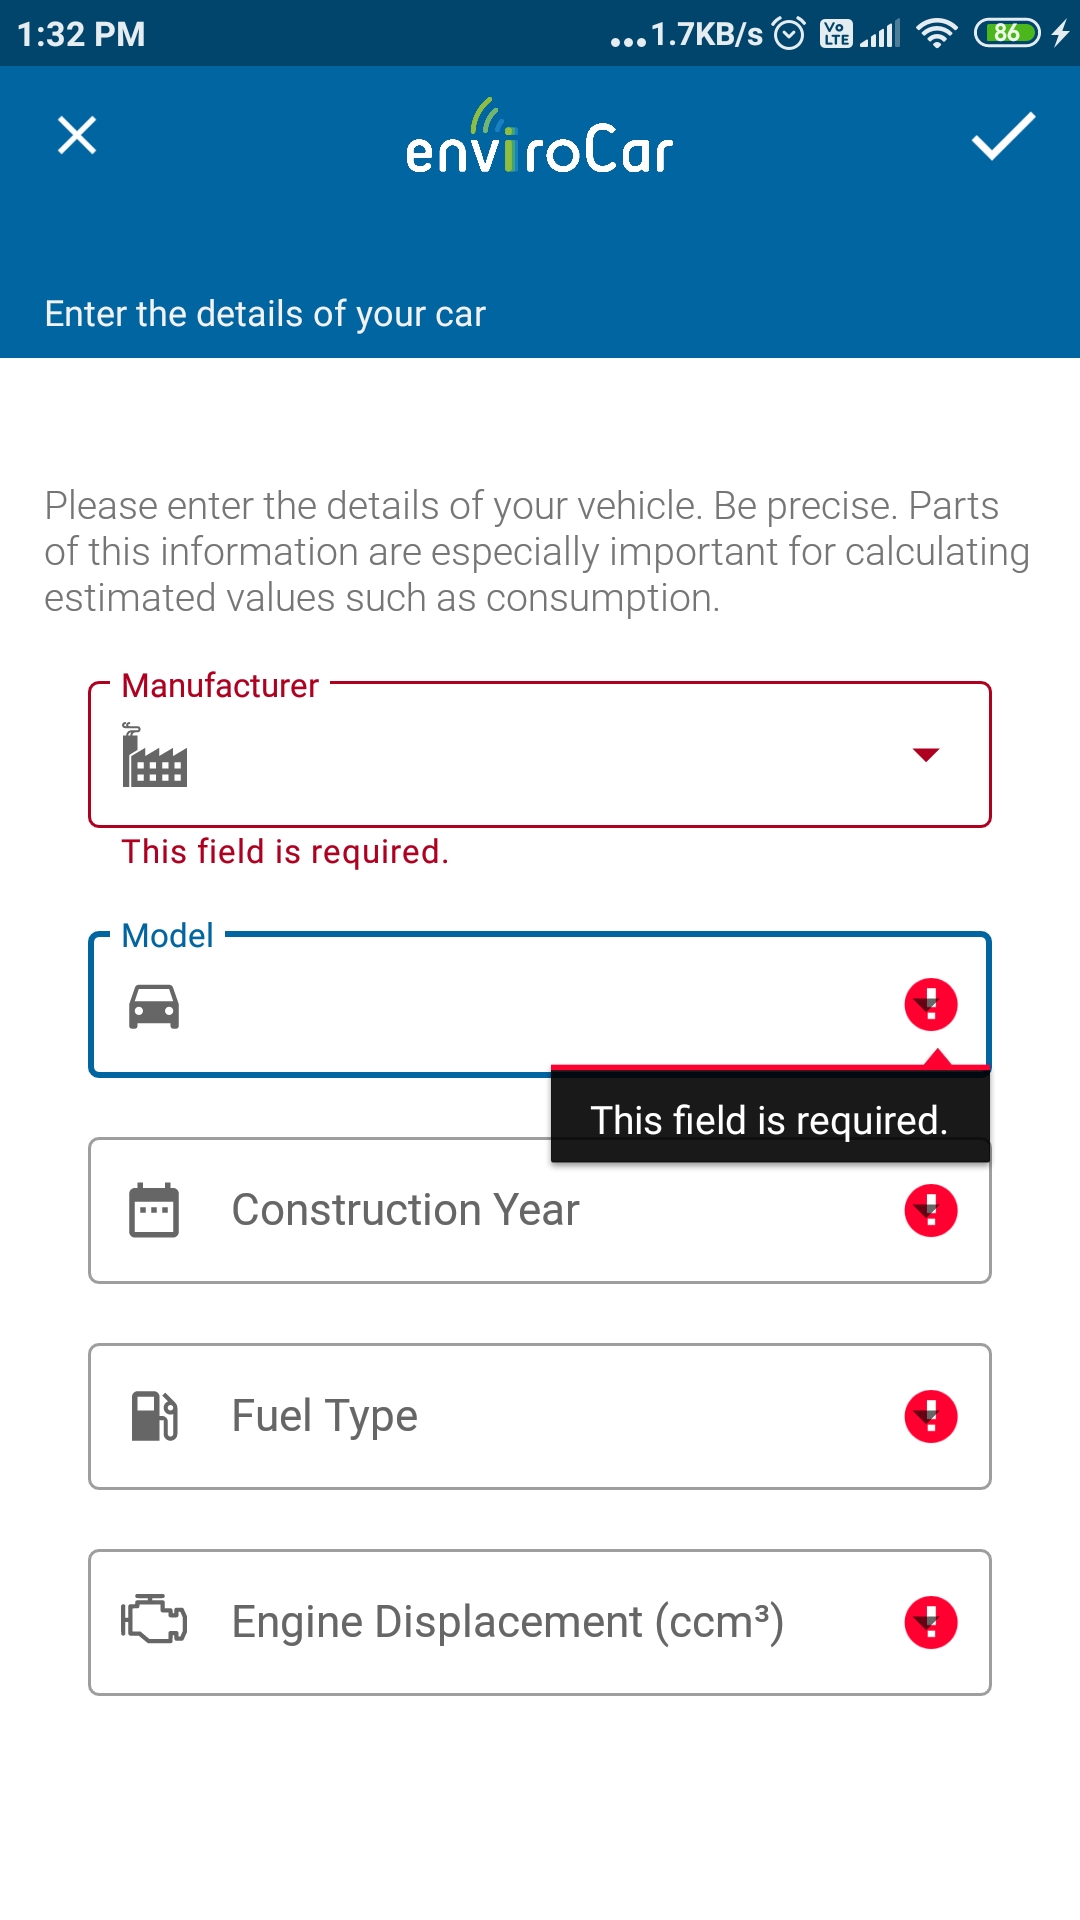 1:32 PM
...1.7KB/s
Vo LTE
86
enviroCar
Enter the details of your car
Please enter the details of your vehicle. Be precise. Parts
of this information are especially important for calculating
estimated values such as consumption.
Manufacturer
This field is required.
Model
This field is required.
Construction Year
Fuel Type
Engine Displacement (ccm³)